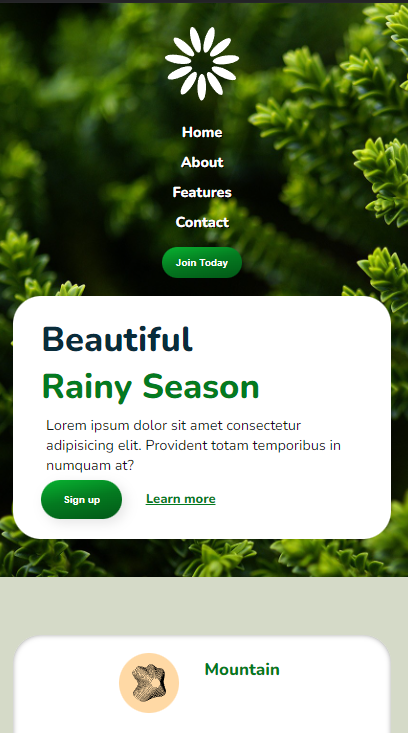 Home
About
Features
Contact
Join Today
Beautiful
Rainy Season
Lorem ipsum dolor sit amet consectetur
adipisicing elit. Provident totam temporibus in
numquam at?
Sign up
Learn more
Mountain